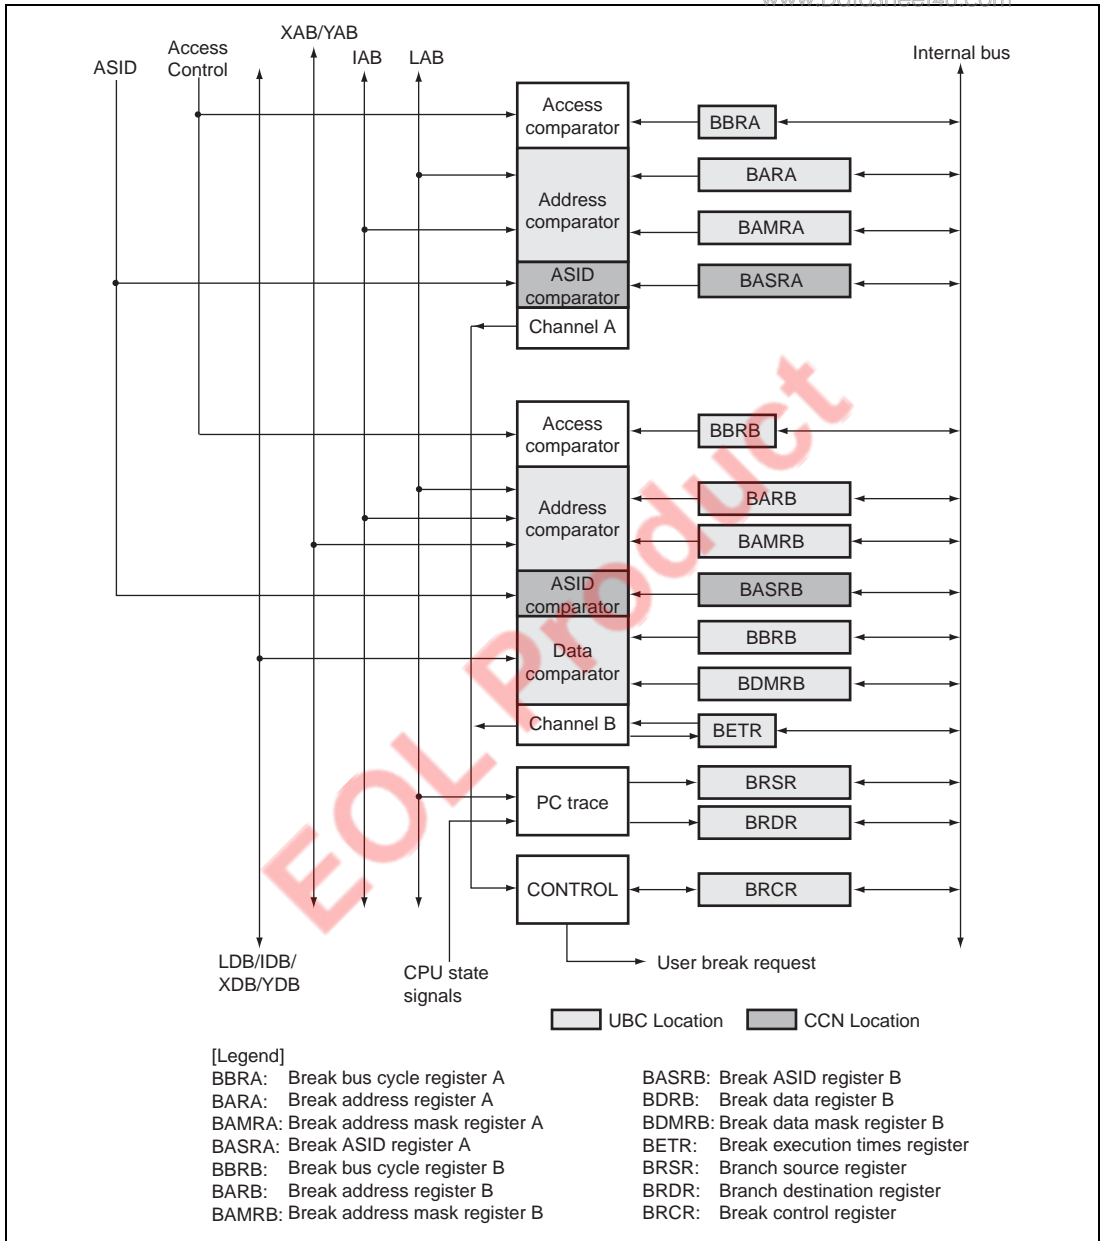 www.DataSheet4U.com
XAB/YAB
Access
Control
ASID
IAB
LAB
Internal bus
Access
comparator
BBRA
BARA
Address
comparator
BAMRA
ASID
comparator
BASRA
Channel A
Access
comparator
BBRB
BARB
Address
comparator
BAMRB
ASID
comparator
BASRB
BBRB
Data
comparator
BDMRB
Channel B
BETR
BRSR
PC trace
BRDR
CONTROL
BRCR
EOL Product
LDB/IDB/
XDB/YDB
CPU state
signals
User break request
UBC Location
CCN Location
[Legend]
BBRA: Break bus cycle register A
BARA: Break address register A
BAMRA: Break address mask register A
BASRA: Break ASID register A
BBRB: Break bus cycle register B
BARB: Break address register B
BAMRB: Break address mask register B
BASRB: Break ASID register B
BDRB: Break data register B
BDMRB: Break data mask register B
BETR: Break execution times register
BRSR: Branch source register
BRDR: Branch destination register
BRCR: Break control register